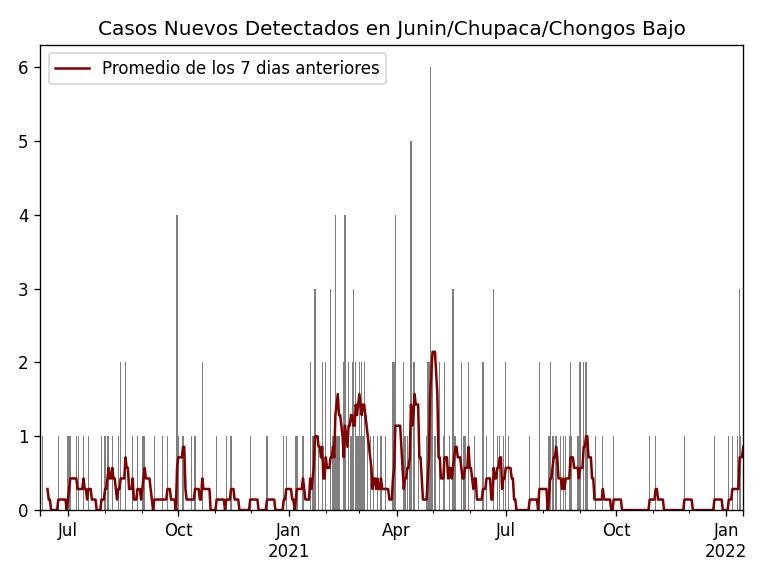 Casos Nuevos Detectados en Junin/Chupaca/Chongos Bajo
Promedio de los 7 dias anteriores
6
5
4
3
2
1
0
Jul
Oct
Jan
2021
Apr
Jul
Oct
Jan
2022